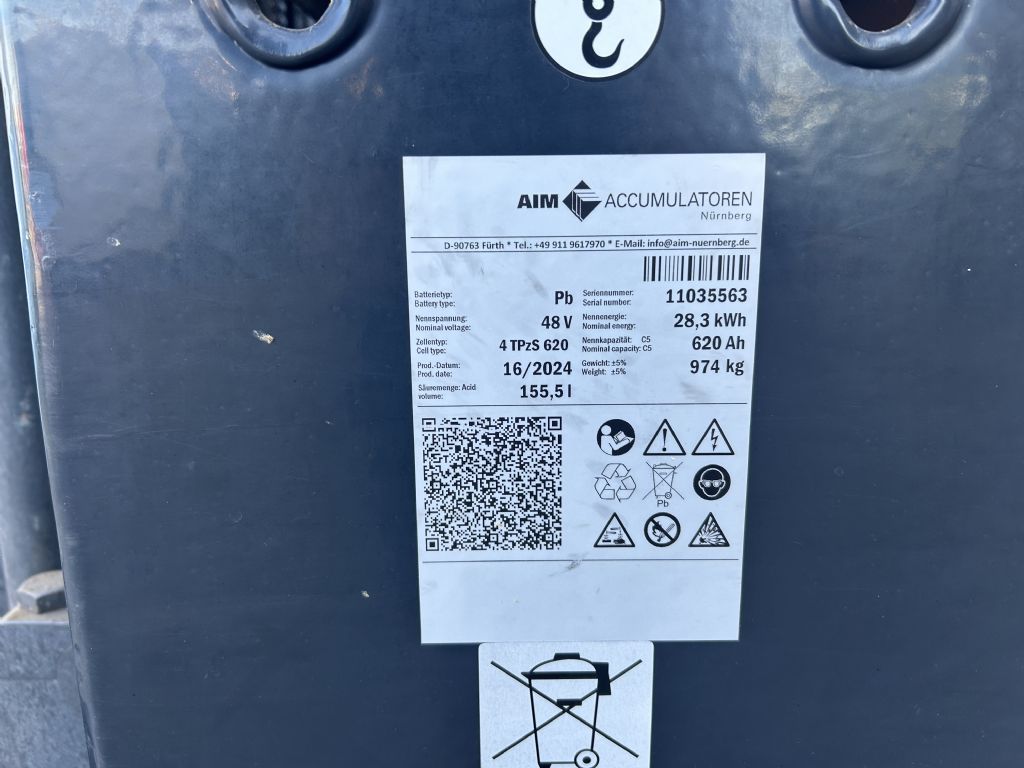 AIM ACCUMULATOREN
Nürnberg
D-90763 Fürth * Tel.: +49 911 9617970 * E-Mail: info@aim-nuernberg.de
Batterietyp:
Battery type:
Pb
Seriennummer:
Serial number:
11035563
Nennspannung:
Nominal voltage:
48 V
Nennenergie:
Nominal energy:
28,3 kWh
Zellentyp:
Cell type:
4 TPzS 620
Nennkapazität: C5
Nominal capacity: C5
620 Ah
Prod.-Datum:
Prod. date:
16/2024
Gewicht: ±5%
Weight: ±5%
974 kg
Säuremenge: Acid
volume:
155,5 l
Pb